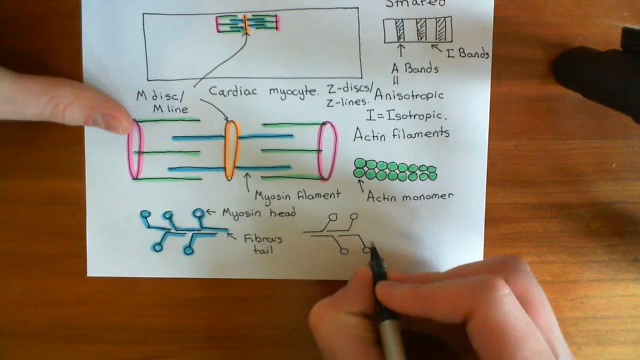 Striated
I Bands
A Bands
Anisotropic
I = Isotropic.
M disc/
M line
Cardiac myocyte.
Z-discs/
Z-lines.
Actin filaments
Myosin filament
Actin monomer
Myosin head
Fibrous
tail